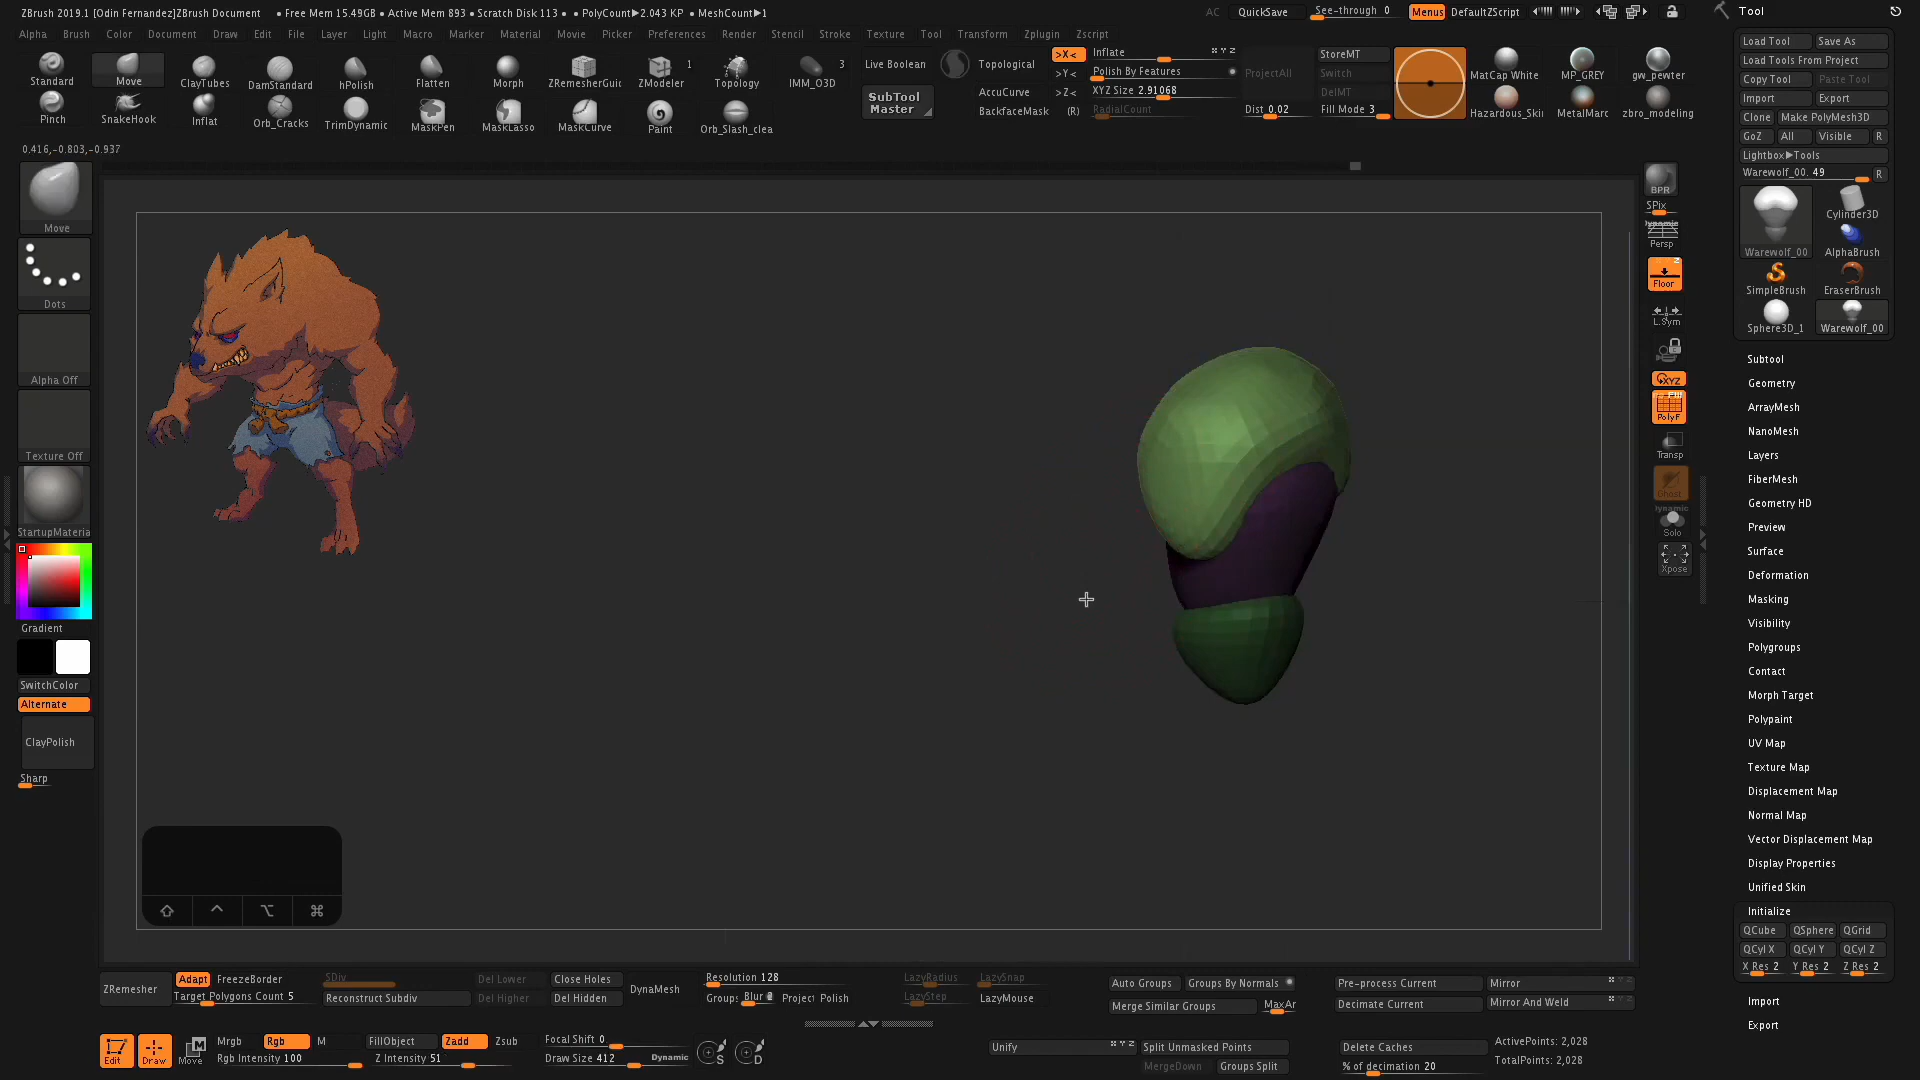 ZBrush 2019.1 [Odin Fernandez]ZBrush Document • Free Mem 15.49GB • Active Mem 893 • Scratch Disk 113 • • PolyCount▶2.043 KP • MeshCount▶1 AC QuickSave See-through 0 Menus DefaultZScript Tool
Alpha Brush Color Document Draw Edit File Layer Light Macro Marker Material Movie Picker Preferences Render Stencil Stroke Texture Tool Transform Zplugin Zscript
Standard Move ClayTubes DamStandard hPolish Flatten Morph ZRemesherGuid ZModeler 1 Topology IMM_O3D 3
Pinch SnakeHook Inflat Orb_Cracks TrimDynamic MaskPen MaskLasso MaskCurve Paint Orb_Slash_clea
Live Boolean
SubTool Master
Topological
AccuCurve
BackfaceMask (R)
>X<
>Y<
>Z<
Inflate
Polish By Features
XYZ Size 2.91068
RadialCount
ProjectAll
Dist 0.02
StoreMT
Switch
DelMT
Fill Mode 3
MatCap White MP_GREY gw_pewter
Hazardous_Skin MetalMarc zbro_modeling
0.416,-0.803,-0.937
Move
Dots
Alpha Off
Texture Off
StartupMateria
Gradient
SwitchColor
Alternate
ClayPolish
Sharp
BPR
SPix
Dynamic
Persp
Floor
L.Sym
XYZ
PolyF
Transp
Ghost
Dynamic
Solo
Xpose
Load Tool Save As
Load Tools From Project
Copy Tool Paste Tool
Import Export
Clone Make PolyMesh3D
GoZ All Visible R
Lightbox▶Tools
Warewolf_00. 49 R
Warewolf_00 Cylinder3D
AlphaBrush
SimpleBrush EraserBrush
Sphere3D_1 Warewolf_00
Subtool
Geometry
ArrayMesh
NanoMesh
Layers
FiberMesh
Geometry HD
Preview
Surface
Deformation
Masking
Visibility
Polygroups
Contact
Morph Target
Polypaint
UV Map
Texture Map
Displacement Map
Normal Map
Vector Displacement Map
Display Properties
Unified Skin
Initialize
QCube QSphere QGrid
QCyl X QCyl Y QCyl Z
X Res 2 Y Res 2 Z Res 2
Import
Export
ZRemesher
Adapt FreezeBorder
Target Polygons Count 5
SDiv
Reconstruct Subdiv
Del Lower
Del Higher
Close Holes
Del Hidden
DynaMesh
Resolution 128
Groups Blur Project Polish
LazyRadius LazySnap
LazyStep LazyMouse
Auto Groups Groups By Normals
Merge Similar Groups MaxAr
Pre-process Current
Decimate Current
Mirror
Mirror And Weld
Edit Draw Move
Mrgb Rgb M
Rgb Intensity 100
FillObject Zadd Zsub
Z Intensity 51
Focal Shift 0
Draw Size 412 Dynamic
S D
Unify
Split Unmasked Points
MergeDown Groups Split
Delete Caches
% of decimation 20
ActivePoints: 2,028
TotalPoints: 2,028